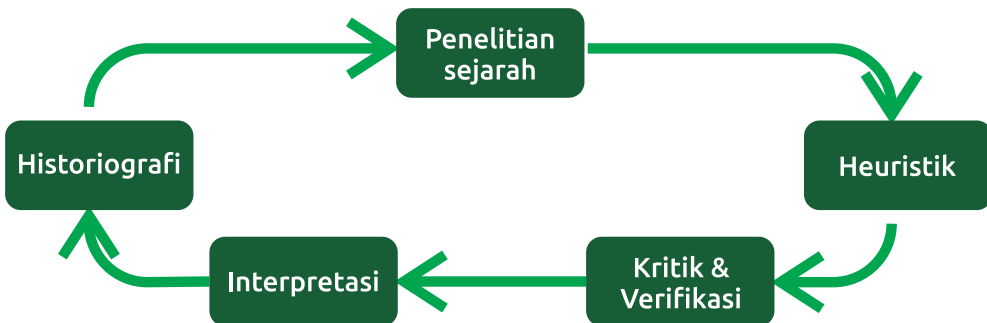 Penelitian
sejarah
Heuristik
Kritik &
Verifikasi
Interpretasi
Historiografi